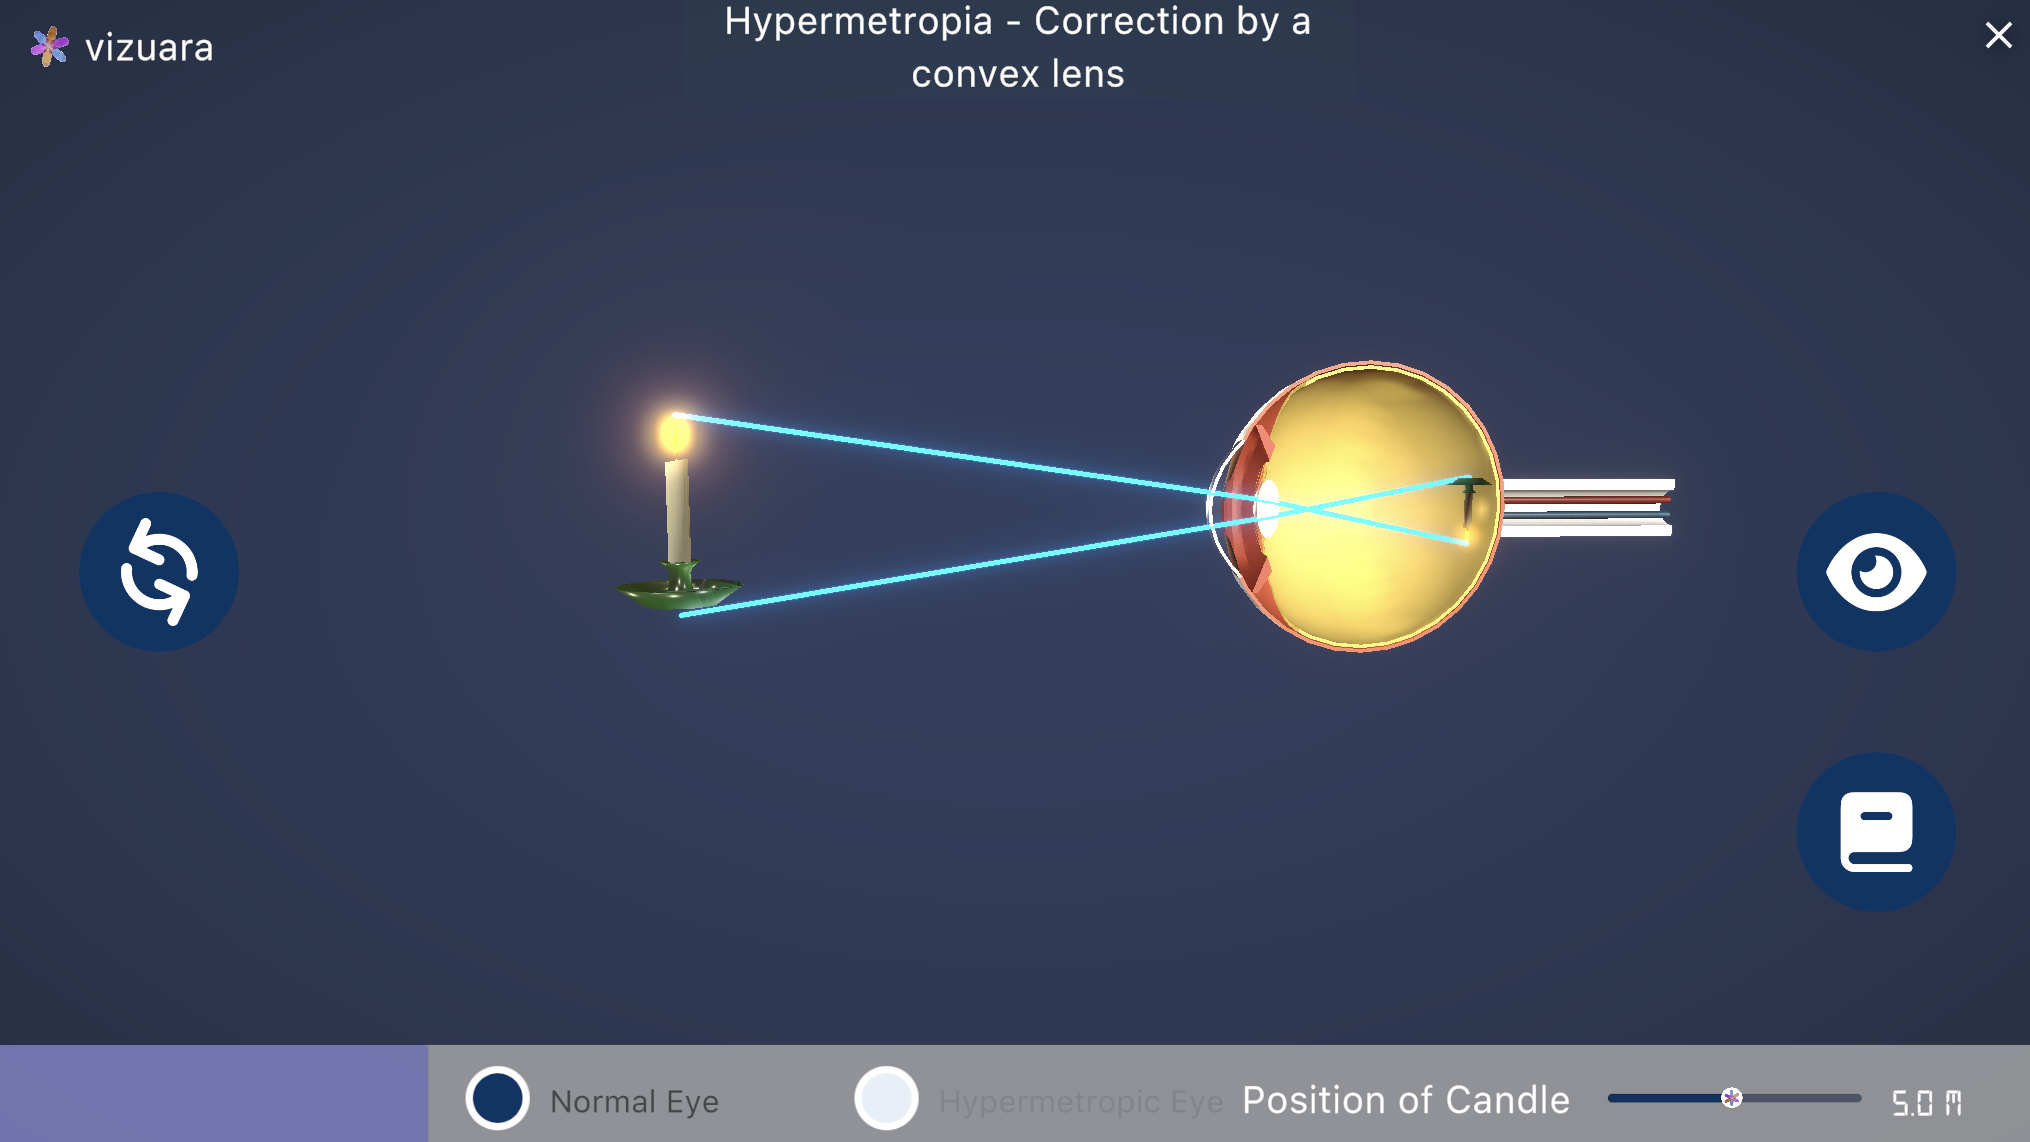 vizuara
Hypermetropia - Correction by a
convex lens
Normal Eye
Hypermetropic Eye
Position of Candle
5.0 M